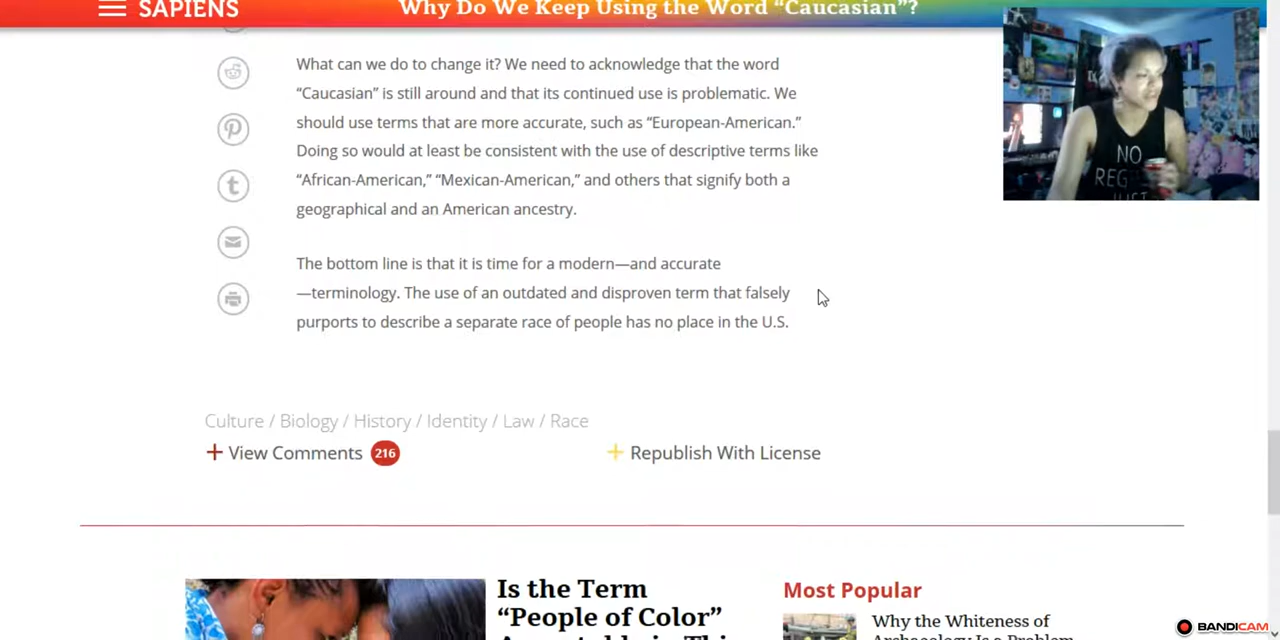 SAPIENS
Why Do We Keep Using the Word “Caucasian”?
What can we do to change it? We need to acknowledge that the word
“Caucasian” is still around and that its continued use is problematic. We
should use terms that are more accurate, such as “European-American.”
Doing so would at least be consistent with the use of descriptive terms like
“African-American,” “Mexican-American,” and others that signify both a
geographical and an American ancestry.
The bottom line is that it is time for a modern—and accurate
—terminology. The use of an outdated and disproven term that falsely
purports to describe a separate race of people has no place in the U.S.
Culture / Biology / History / Identity / Law / Race
+ View Comments 216
+ Republish With License
Is the Term
“People of Color”
Most Popular
Why the Whiteness of
Archaeology Is a Problem
NO
BANDICAM